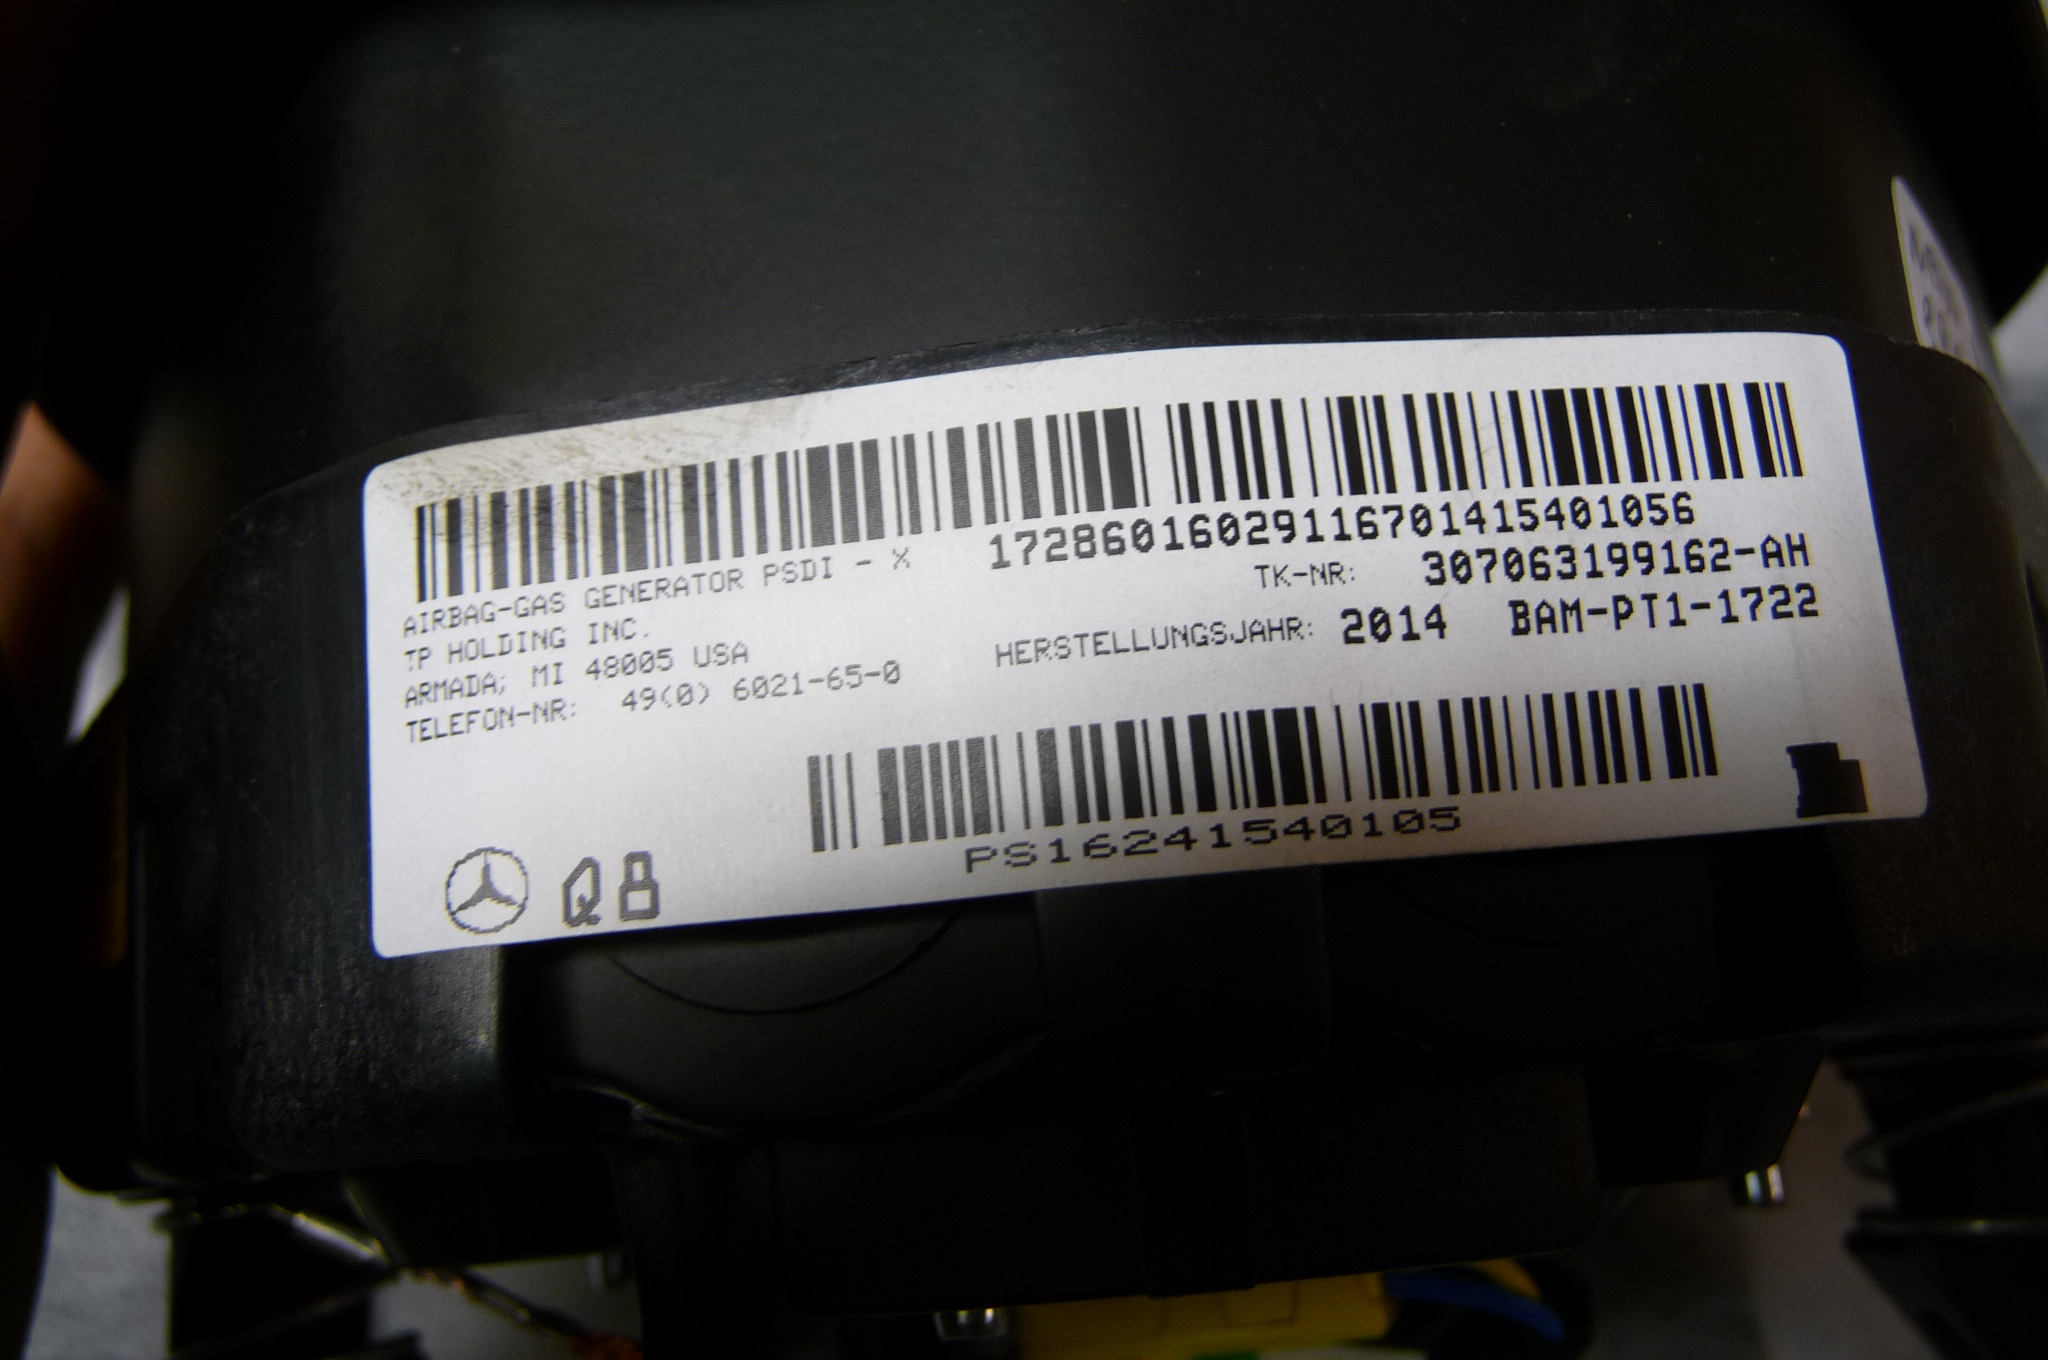 17286016029116701415401056
AIRBAG-GAS GENERATOR PSDI - X
TK-NR: 307063199162-AH
TP HOLDING INC.
HERSTELLUNGSJAHR: 2014 BAM-PT1-1722
ARMADA; MI 48005 USA
TELEFON-NR: 49(0) 6021-65-0
PS16241540105
Q8